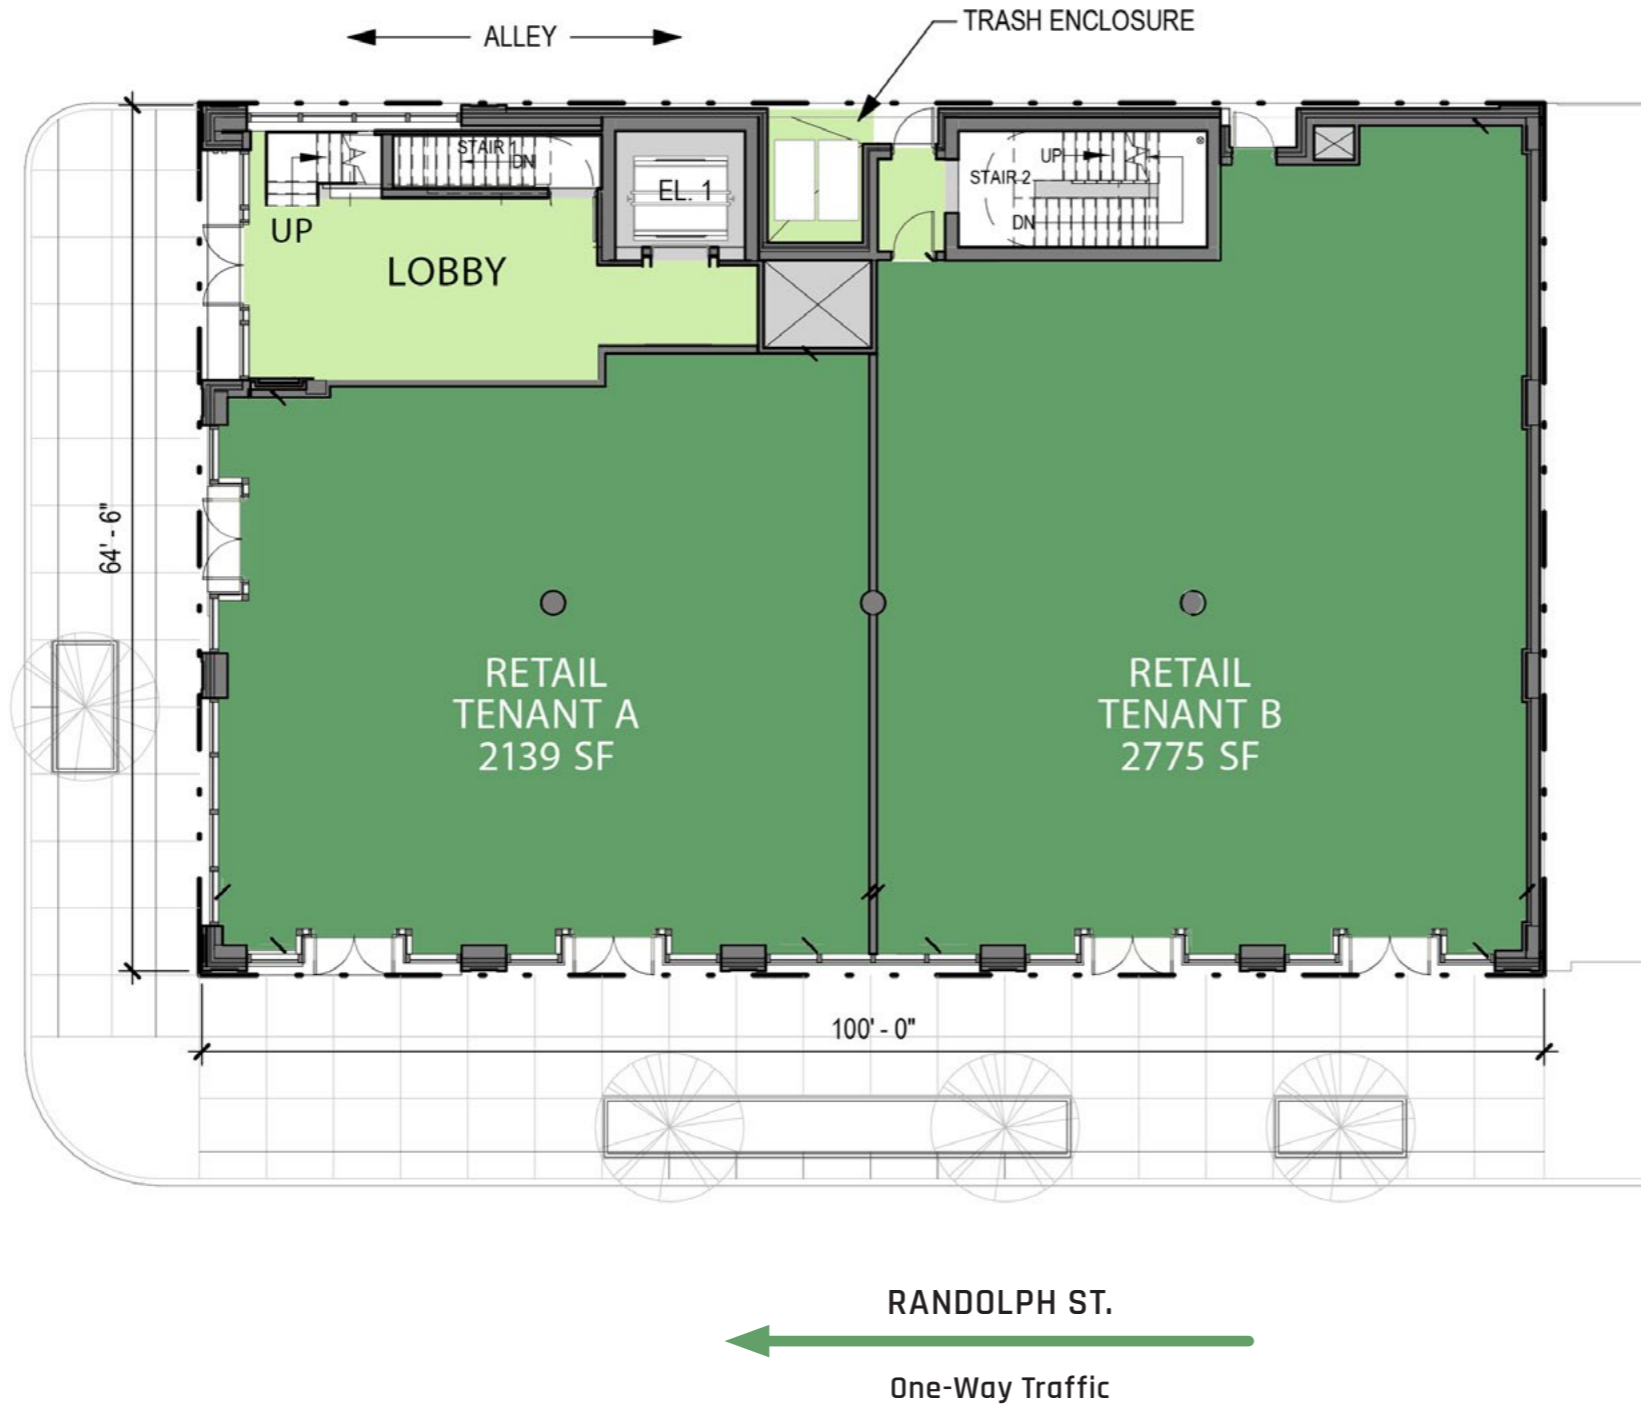 ALLEY
TRASH ENCLOSURE
STAIR 1
DN
EL. 1
UP
STAIR 2
DN
UP
LOBBY
64' - 6"
RETAIL
TENANT A
2139 SF
RETAIL
TENANT B
2775 SF
100' - 0"
RANDOLPH ST.
One-Way Traffic